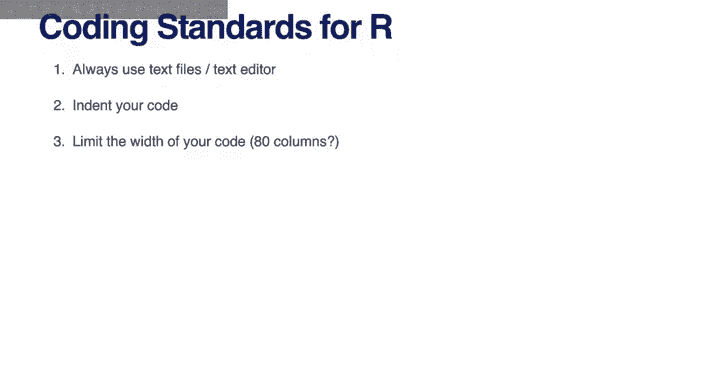 Coding Standards for R
1. Always use text files / text editor
2. Indent your code
3. Limit the width of your code (80 columns?)